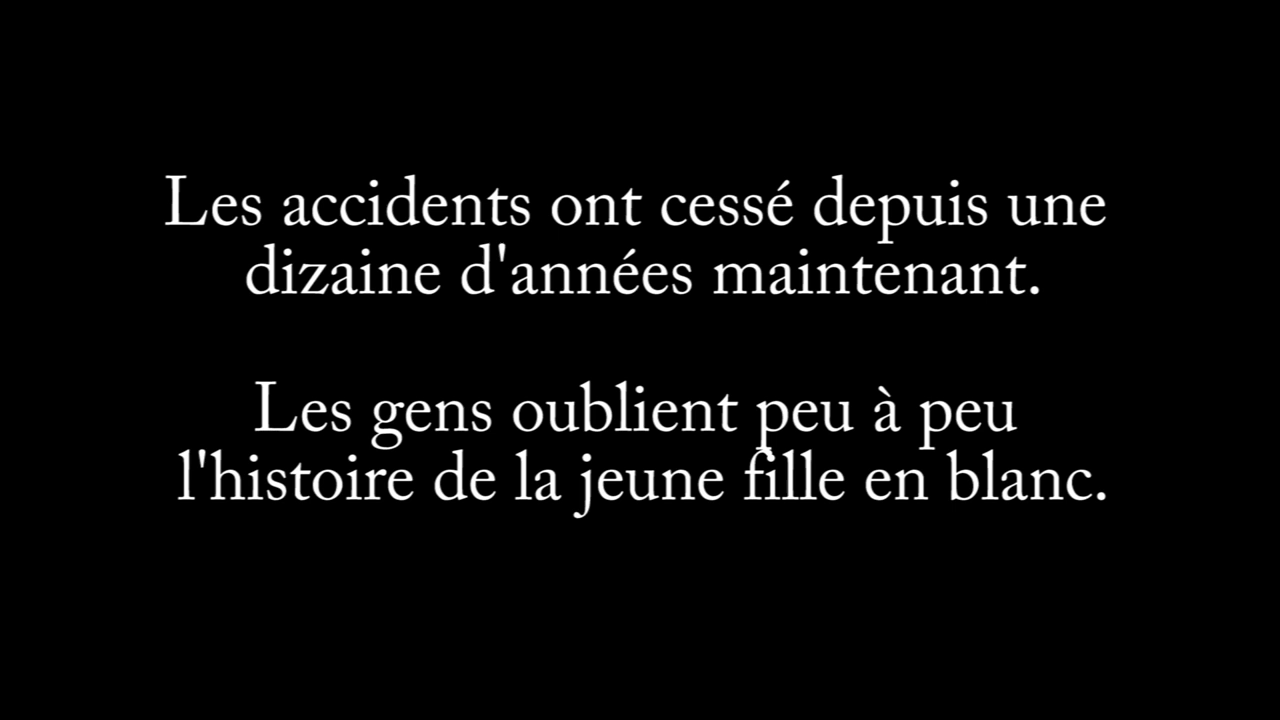 Les accidents ont cessé depuis une
dizaine d'années maintenant.
Les gens oublient peu à peu
l'histoire de la jeune fille en blanc.